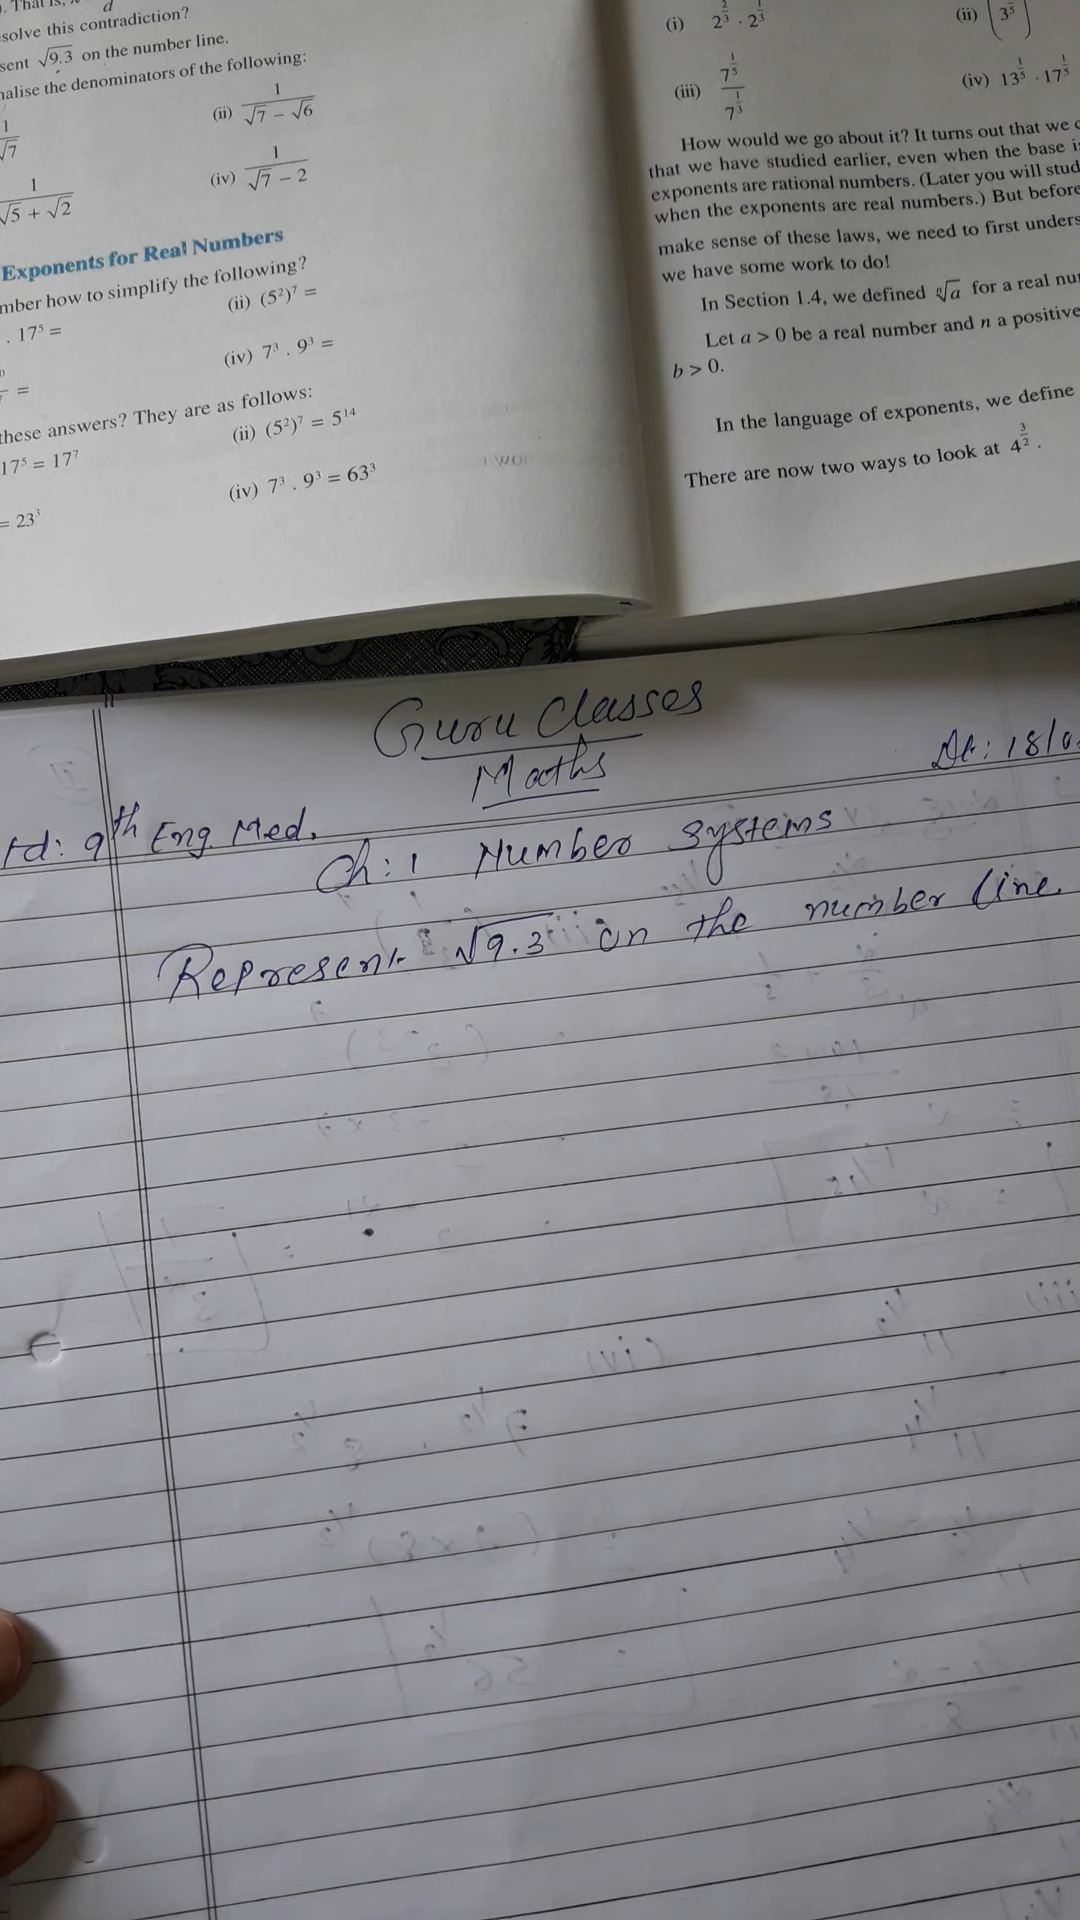 solve this contradiction?
sent √9.3 on the number line.
nalise the denominators of the following:
(ii) 1/(√7 − √6)
1/√7
(iv) 1/(√7 − 2)
1/(√5 + √2)
Exponents for Real Numbers
mber how to simplify the following?
. 17⁵ =
(ii) (5²)⁷ =
(iv) 7³ . 9³ =
these answers? They are as follows:
17⁵ = 17⁷
(ii) (5²)⁷ = 5¹⁴
(iv) 7³ . 9³ = 63³
= 23³
(i) 2^(2/3) · 2^(1/3)
(ii)
(iii) 7^(1/5) / 7^(1/3)
(iv) 13^(1/5) · 17^(1/5)
How would we go about it? It turns out that we c
that we have studied earlier, even when the base is
exponents are rational numbers. (Later you will stud
when the exponents are real numbers.) But before
make sense of these laws, we need to first unders
we have some work to do!
In Section 1.4, we defined ⁿ√a for a real nu
Let a > 0 be a real number and n a positive
b > 0.
In the language of exponents, we define
There are now two ways to look at 4^(3/2) .
Guru Classes
Maths
Dt: 18/0
td: 9th Eng. Med.
Ch: 1 Number Systems
Represent √9.3 on the number line.